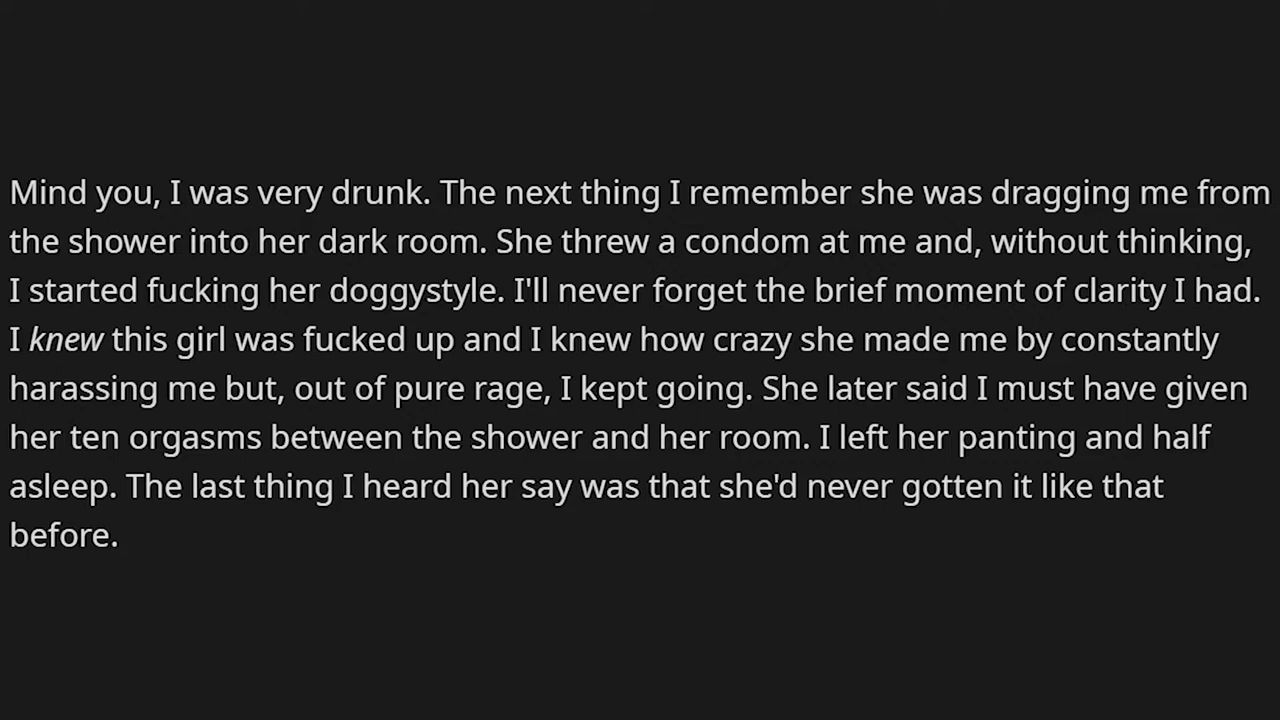 Mind you, I was very drunk. The next thing I remember she was dragging me from
the shower into her dark room. She threw a condom at me and, without thinking,
I started fucking her doggystyle. I'll never forget the brief moment of clarity I had.
I knew this girl was fucked up and I knew how crazy she made me by constantly
harassing me but, out of pure rage, I kept going. She later said I must have given
her ten orgasms between the shower and her room. I left her panting and half
asleep. The last thing I heard her say was that she'd never gotten it like that
before.